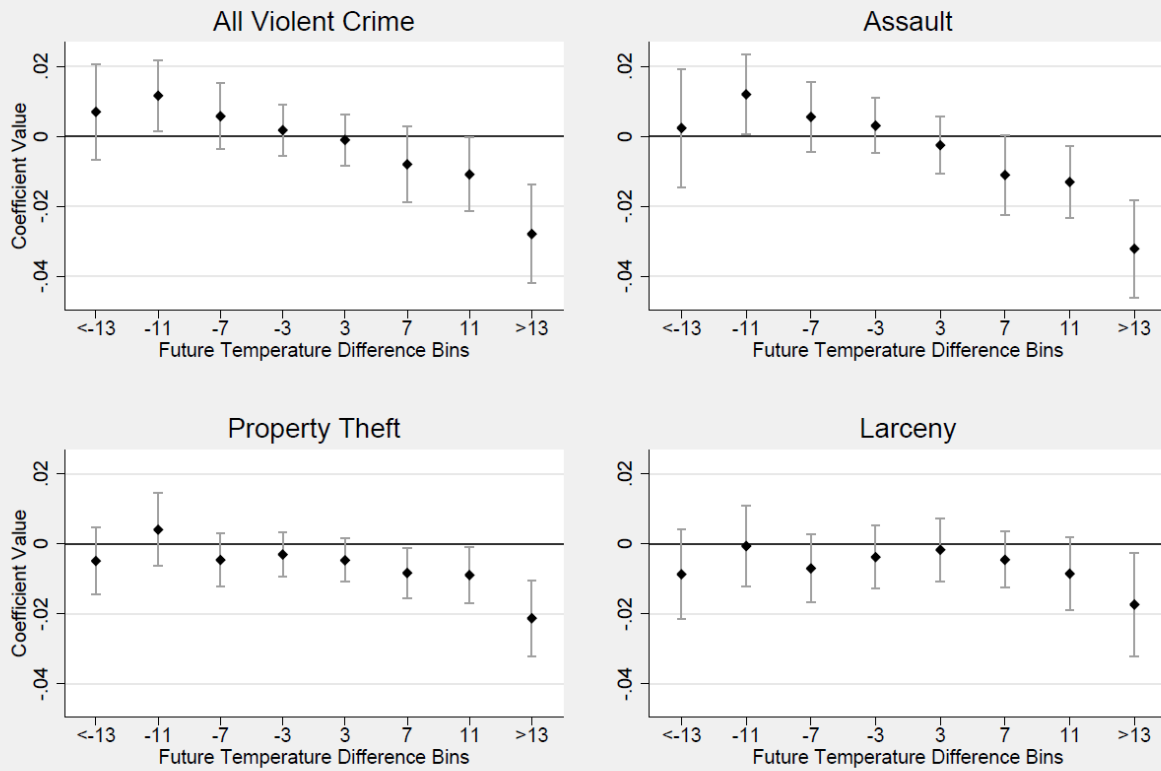 All Violent Crime
Coefficient Value
.02
0
-.02
-.04
<-13 -11 -7 -3 3 7 11 >13
Future Temperature Difference Bins
Assault
.02
0
-.02
-.04
<-13 -11 -7 -3 3 7 11 >13
Future Temperature Difference Bins
Property Theft
Coefficient Value
.02
0
-.02
-.04
<-13 -11 -7 -3 3 7 11 >13
Future Temperature Difference Bins
Larceny
.02
0
-.02
-.04
<-13 -11 -7 -3 3 7 11 >13
Future Temperature Difference Bins